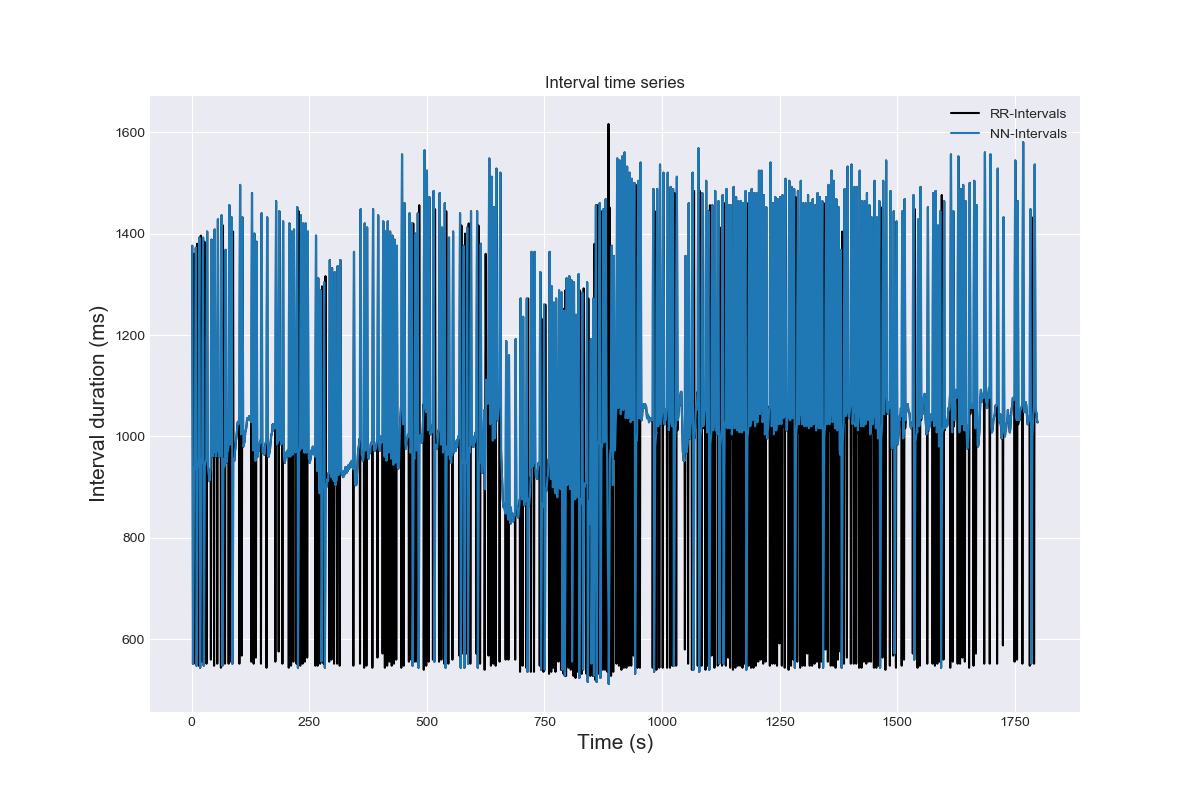 Interval time series
RR-Intervals
NN-Intervals
Interval duration (ms)
1600
1400
1200
1000
800
600
0 250 500 750 1000 1250 1500 1750
Time (s)